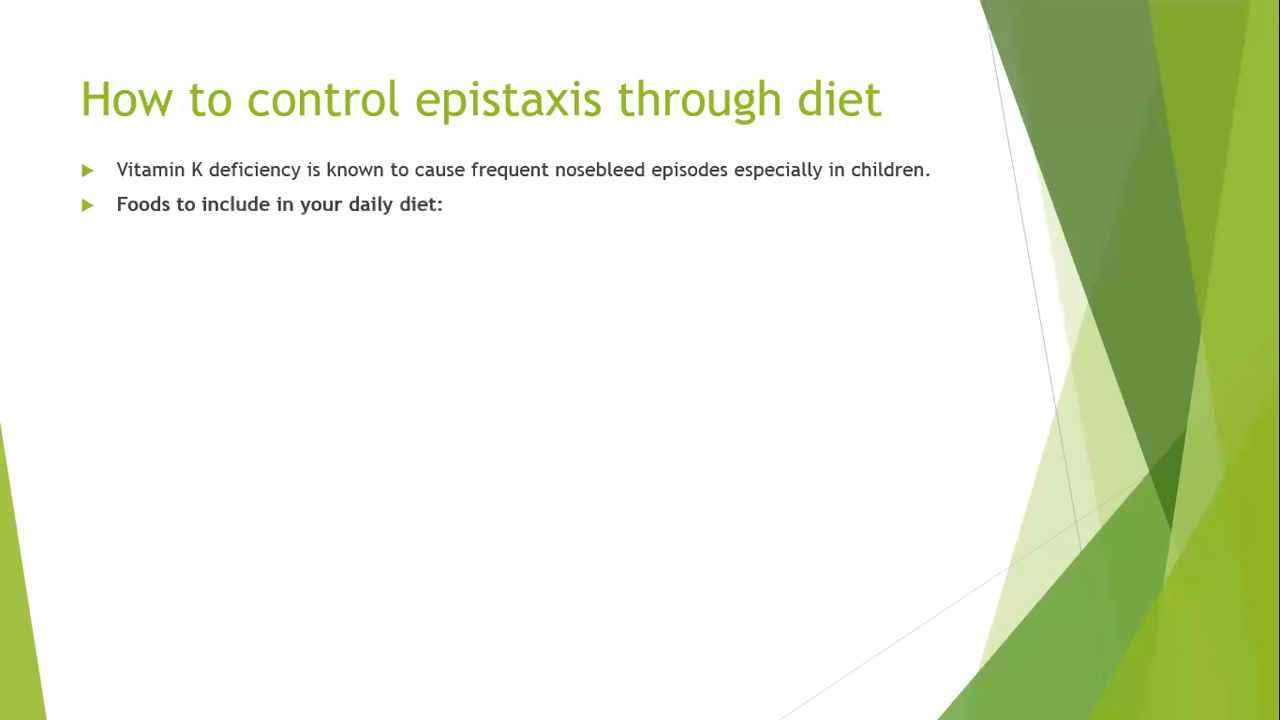 How to control epistaxis through diet
Vitamin K deficiency is known to cause frequent nosebleed episodes especially in children.
Foods to include in your daily diet: